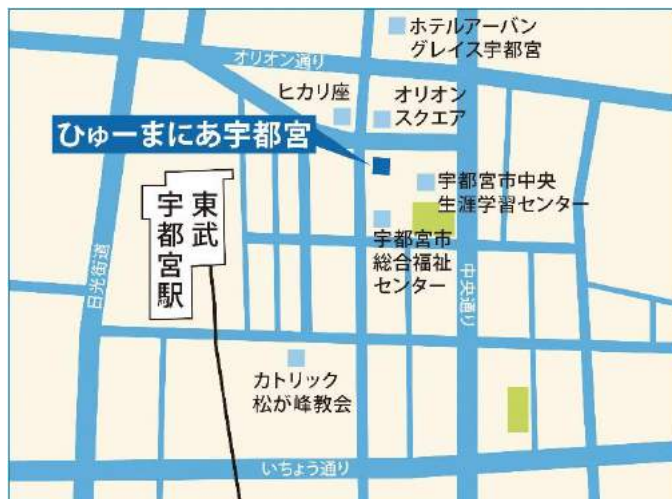 ホテルアーバン
グレイス宇都宮
オリオン通り
ヒカリ座
オリオン
スクエア
ひゅーまにあ宇都宮
宇都宮市中央
生涯学習センター
東武
宇都宮駅
宇都宮市
総合福祉
センター
日光街道
中央通り
カトリック
松が峰教会
いちょう通り